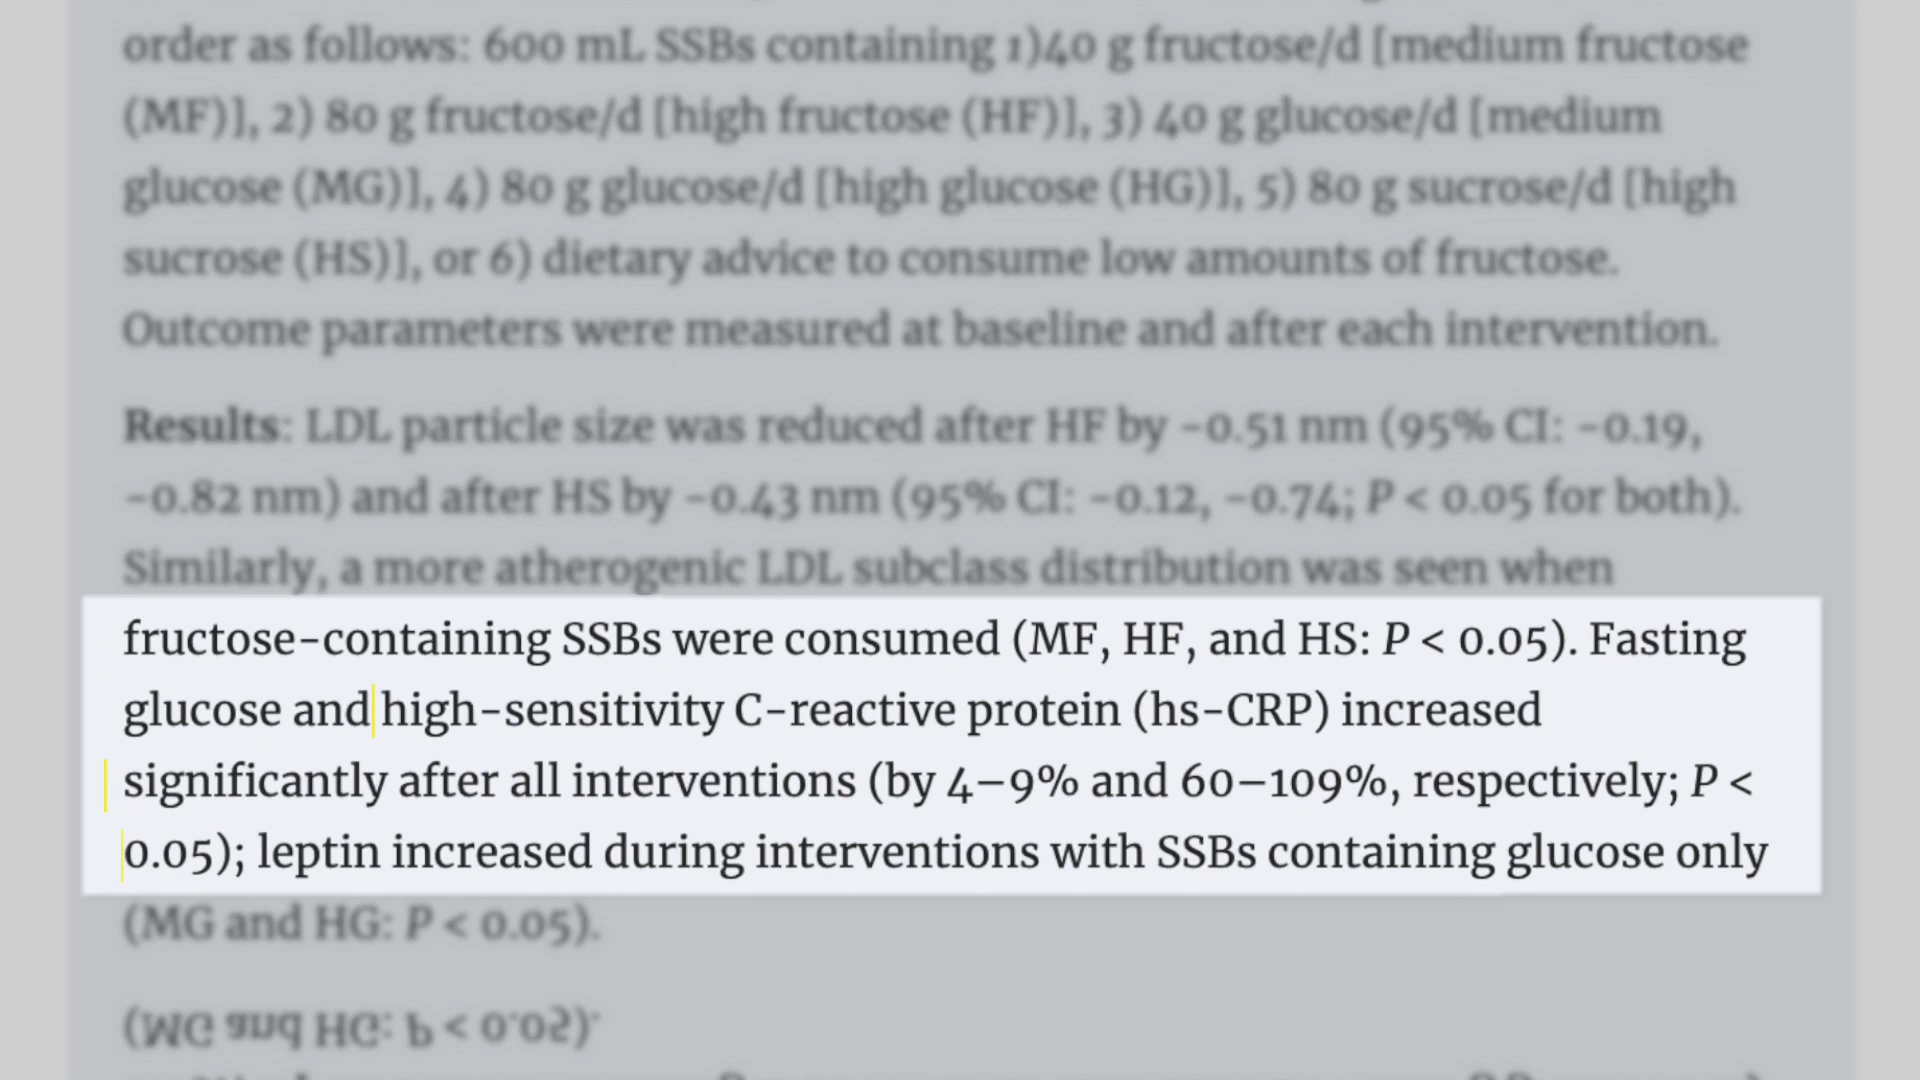 order as follows: 600 mL SSBs containing 1)40 g fructose/d [medium fructose
(MF)], 2) 80 g fructose/d [high fructose (HF)], 3) 40 g glucose/d [medium
glucose (MG)], 4) 80 g glucose/d [high glucose (HG)], 5) 80 g sucrose/d [high
sucrose (HS)], or 6) dietary advice to consume low amounts of fructose.
Outcome parameters were measured at baseline and after each intervention.
Results: LDL particle size was reduced after HF by −0.51 nm (95% CI: −0.19,
−0.82 nm) and after HS by −0.43 nm (95% CI: −0.12, −0.74; P < 0.05 for both).
Similarly, a more atherogenic LDL subclass distribution was seen when
fructose-containing SSBs were consumed (MF, HF, and HS: P < 0.05). Fasting
glucose and high-sensitivity C-reactive protein (hs-CRP) increased
significantly after all interventions (by 4–9% and 60–109%, respectively; P <
0.05); leptin increased during interventions with SSBs containing glucose only
(MG and HG: P < 0.05).
(MG and HG: P < 0.05).